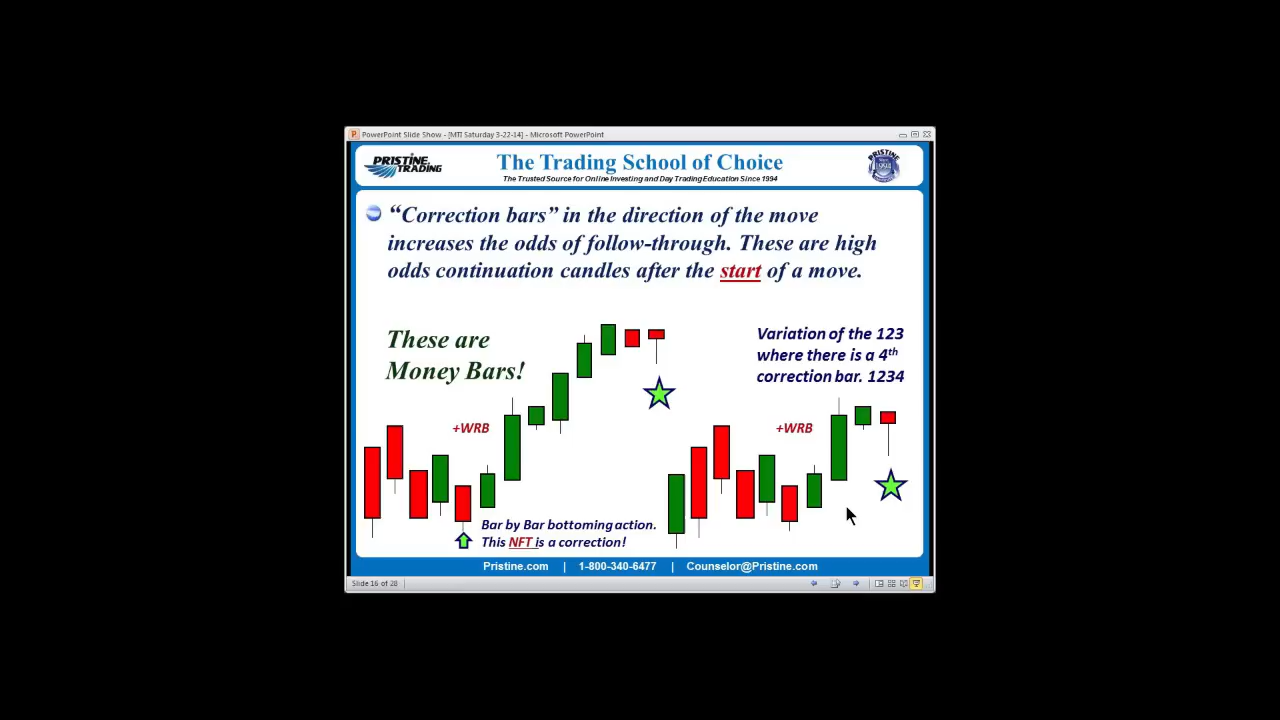 PowerPoint Slide Show - [MTI Saturday 3-22-14] - Microsoft PowerPoint
PRISTINE TRADING
The Trading School of Choice
The Trusted Source for Online Investing and Day Trading Education Since 1994
PRISTINE
“Correction bars” in the direction of the move
increases the odds of follow-through. These are high
odds continuation candles after the start of a move.
These are
Money Bars!
Variation of the 123
where there is a 4th
correction bar. 1234
+WRB
+WRB
Bar by Bar bottoming action.
This NFT is a correction!
Pristine.com | 1-800-340-6477 | Counselor@Pristine.com
Slide 16 of 28